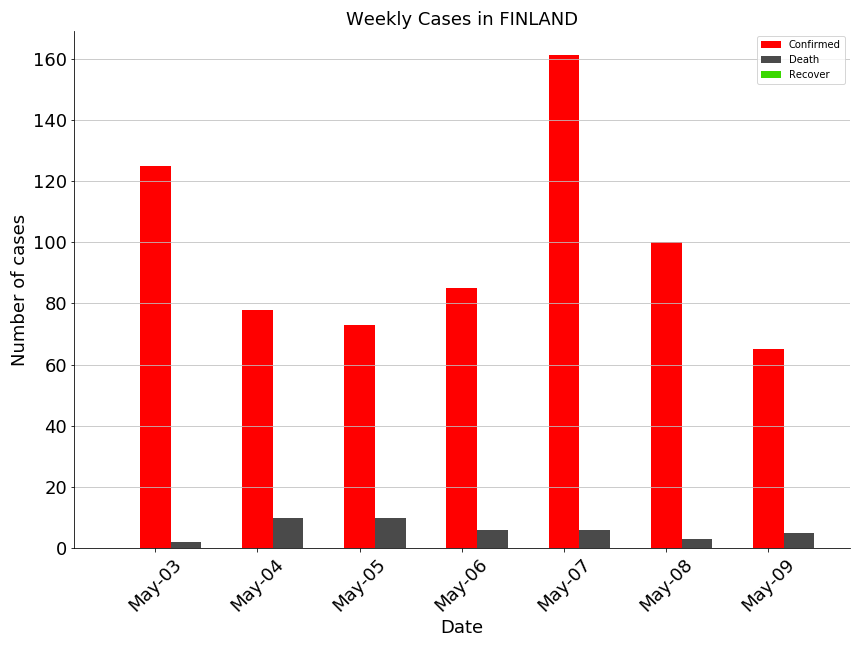 Weekly Cases in FINLAND
Confirmed
Death
Recover
Number of cases
160
140
120
100
80
60
40
20
0
May-03
May-04
May-05
May-06
May-07
May-08
May-09
Date